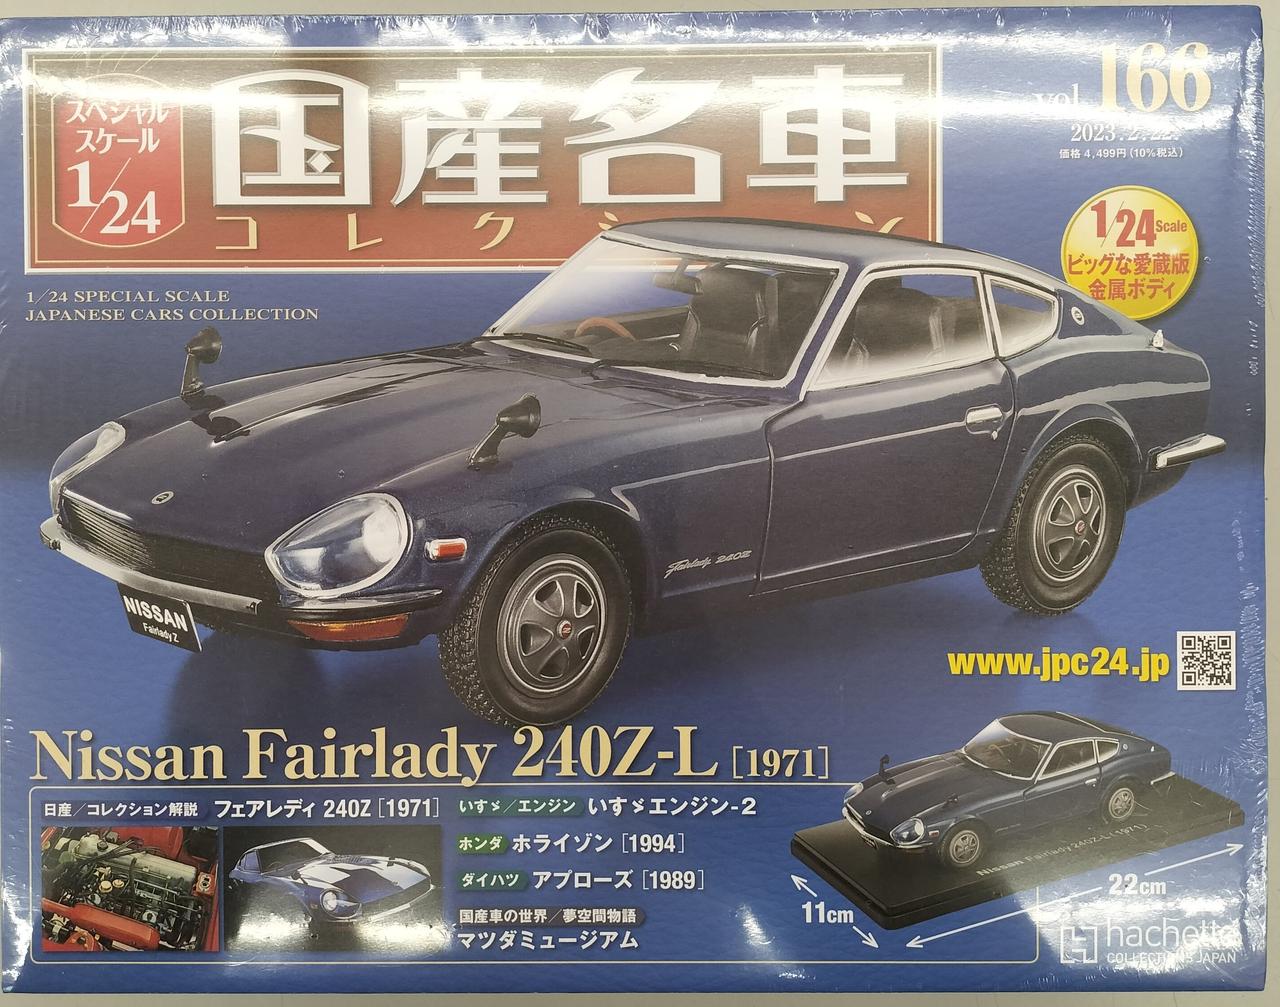 スペシャル
スケール
1/24
国産名車
コレクション
1/24 SPECIAL SCALE
JAPANESE CARS COLLECTION
vol.166
2023.2.22.
価格 4,499円(10%税込)
1/24 Scale
ビッグな愛蔵版
金属ボディ
Fairlady 240Z
NISSAN
Fairlady Z
www.jpc24.jp
Nissan Fairlady 240Z-L [1971]
日産/コレクション解説 フェアレディ 240Z [1971]
いすゞ/エンジン いすゞエンジン-2
ホンダ ホライゾン [1994]
ダイハツ アプローズ [1989]
国産車の世界/夢空間物語
マツダミュージアム
Nissan Fairlady 240Z-L (1971)
11cm
22cm
hachette
COLLECTIONS JAPAN